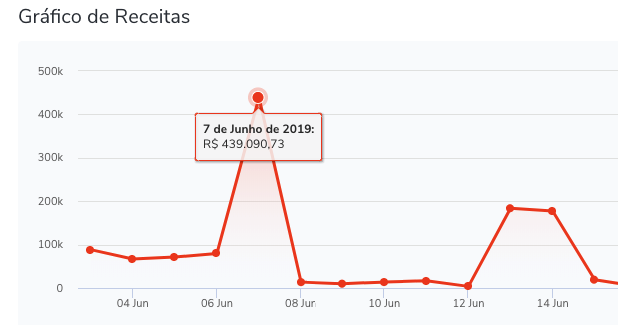 Gráfico de Receitas
500k
400k
7 de Junho de 2019:
R$ 439.090,73
300k
200k
100k
0
04 Jun
06 Jun
08 Jun
10 Jun
12 Jun
14 Jun